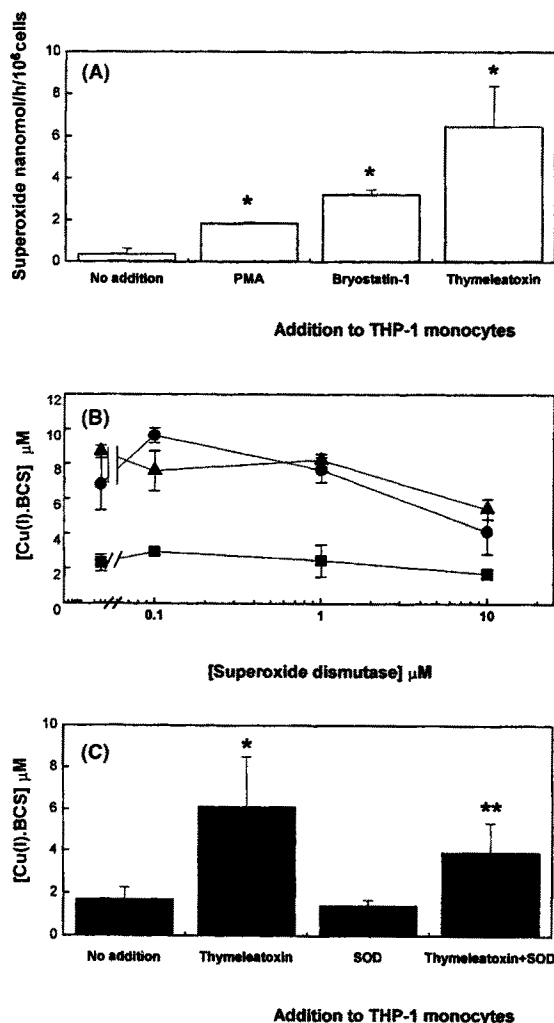 (A)
Superoxide nanomol/h/10⁶cells
10
8
6
4
2
0
*
*
*
No addition PMA Bryostatin-1 Thymeleatoxin
Addition to THP-1 monocytes
(B)
[Cu(I).BCS] µM
12
10
8
6
4
2
0
0.1 1 10
[Superoxide dismutase] µM
(C)
[Cu(I).BCS] µM
10
8
6
4
2
0
*
**
No addition Thymeleatoxin SOD Thymeleatoxin+SOD
Addition to THP-1 monocytes